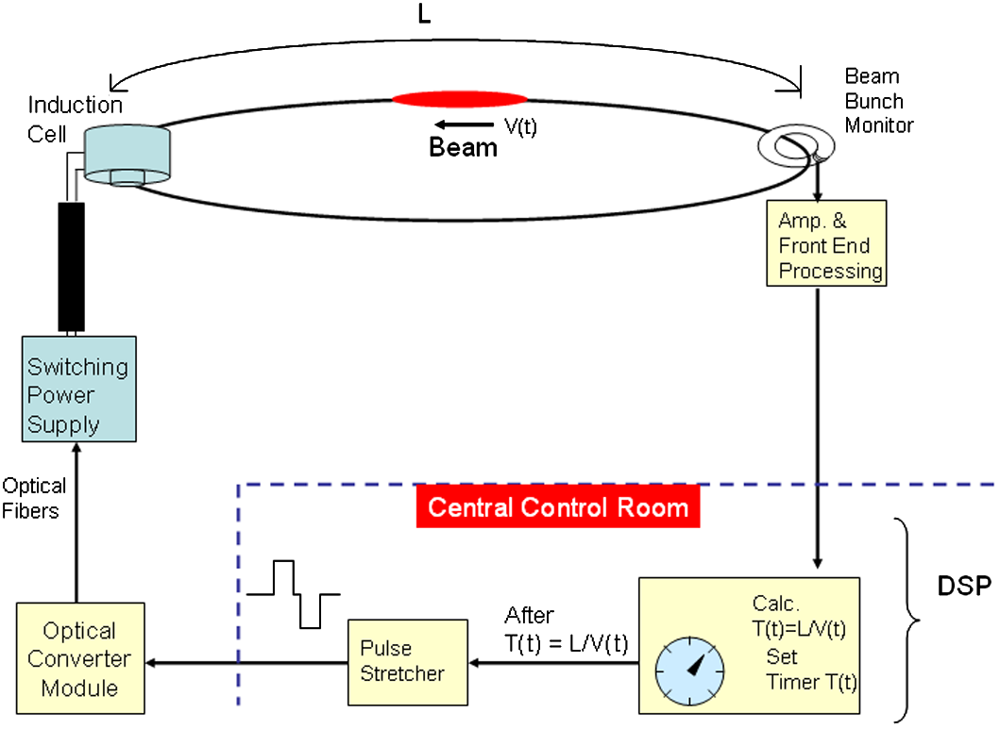 L
Induction
Cell
V(t)
Beam
Beam
Bunch
Monitor
Amp. &
Front End
Processing
Switching
Power
Supply
Optical
Fibers
Central Control Room
DSP
Calc.
T(t)=L/V(t)
Set
Timer T(t)
After
T(t) = L/V(t)
Pulse
Stretcher
Optical
Converter
Module